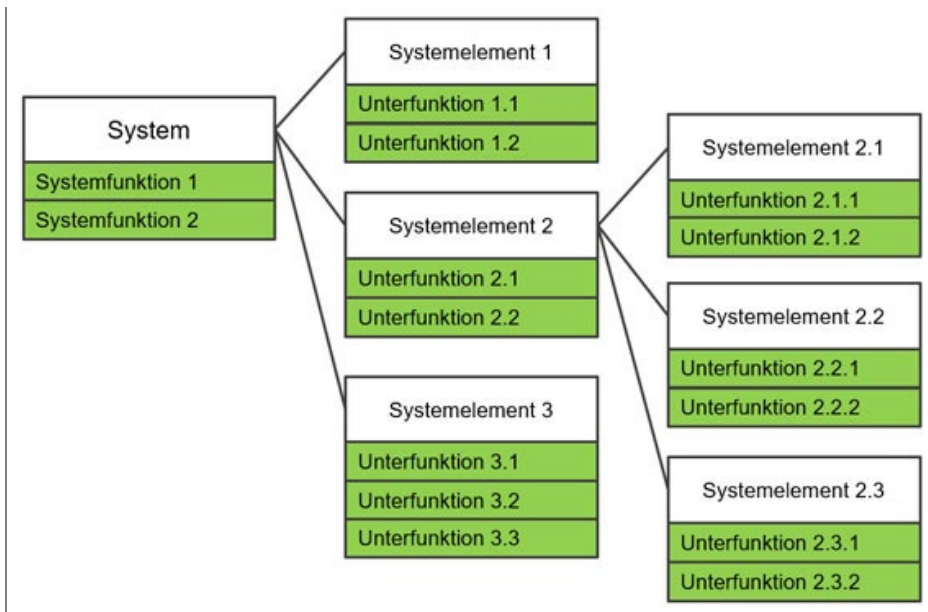 System
Systemfunktion 1
Systemfunktion 2
Systemelement 1
Unterfunktion 1.1
Unterfunktion 1.2
Systemelement 2
Unterfunktion 2.1
Unterfunktion 2.2
Systemelement 3
Unterfunktion 3.1
Unterfunktion 3.2
Unterfunktion 3.3
Systemelement 2.1
Unterfunktion 2.1.1
Unterfunktion 2.1.2
Systemelement 2.2
Unterfunktion 2.2.1
Unterfunktion 2.2.2
Systemelement 2.3
Unterfunktion 2.3.1
Unterfunktion 2.3.2